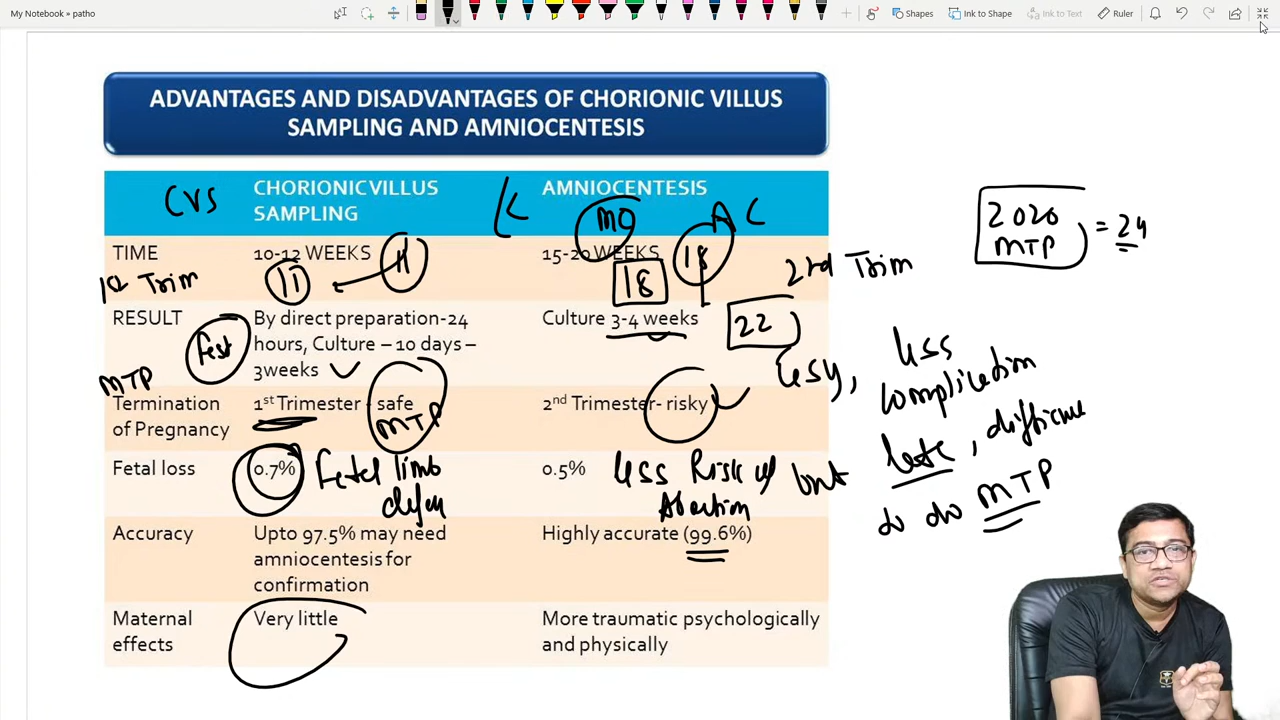 My Notebook » patho
Shapes
Ink to Shape
Ink to Text
Ruler
ADVANTAGES AND DISADVANTAGES OF CHORIONIC VILLUS
SAMPLING AND AMNIOCENTESIS
CVS
CHORIONIC VILLUS
SAMPLING
AMNIOCENTESIS
AC
TIME
10-12 WEEKS
11
11
15-20 WEEKS
18
18
1st Trim
2nd Trim
2020
MTP
= 24
RESULT
By direct preparation-24
hours, Culture – 10 days –
3weeks
Culture 3-4 weeks
22
MTP
Termination
of Pregnancy
1st Trimester - safe
MTP
2nd Trimester- risky
less
complication
late, 
but
to do MTP
Fetal loss
0.7%
Fetal limb
0.5%
less Risk of
Abortion
Accuracy
Upto 97.5% may need
amniocentesis for
confirmation
Highly accurate (99.6%)
Maternal
effects
Very little
More traumatic psychologically
and physically